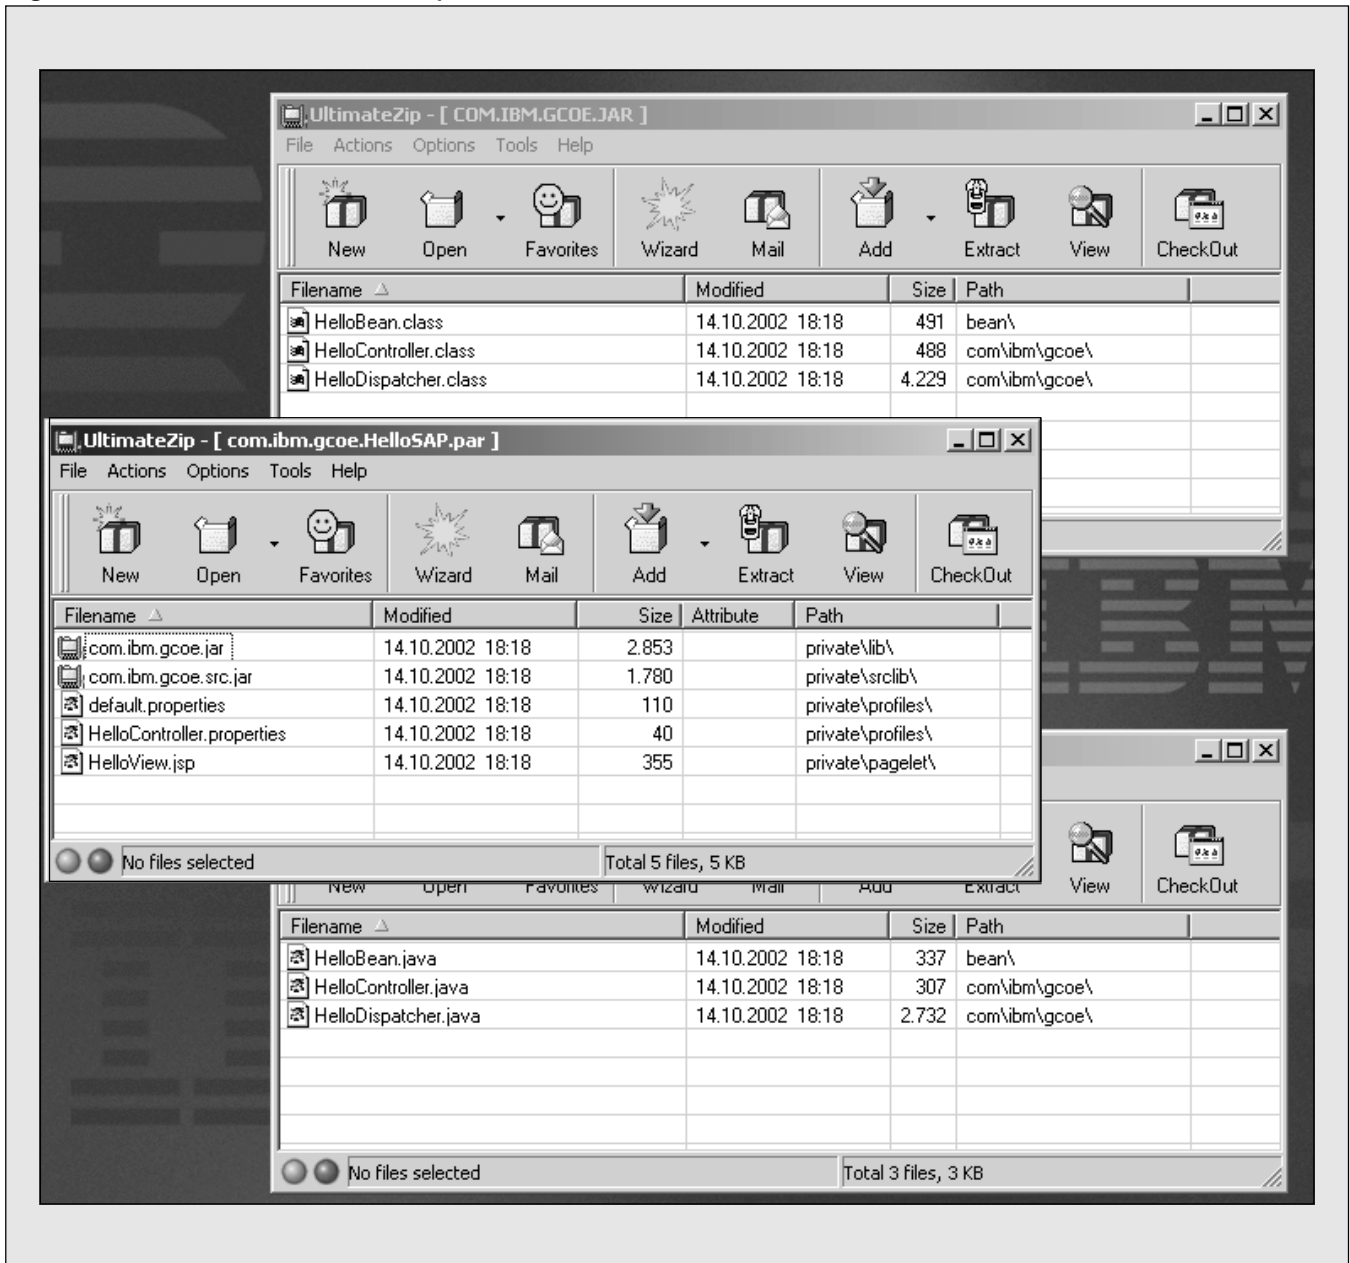 UltimateZip - [ COM.IBM.GCOE.JAR ]
File Actions Options Tools Help
New Open Favorites Wizard Mail Add Extract View CheckOut
Filename Modified Size Path
HelloBean.class 14.10.2002 18:18 491 bean\
HelloController.class 14.10.2002 18:18 488 com\ibm\gcoe\
HelloDispatcher.class 14.10.2002 18:18 4.229 com\ibm\gcoe\
UltimateZip - [ com.ibm.gcoe.HelloSAP.par ]
File Actions Options Tools Help
New Open Favorites Wizard Mail Add Extract View CheckOut
Filename Modified Size Attribute Path
com.ibm.gcoe.jar 14.10.2002 18:18 2.853 private\lib\
com.ibm.gcoe.src.jar 14.10.2002 18:18 1.780 private\srclib\
default.properties 14.10.2002 18:18 110 private\profiles\
HelloController.properties 14.10.2002 18:18 40 private\profiles\
HelloView.jsp 14.10.2002 18:18 355 private\pagelet\
No files selected Total 5 files, 5 KB
IBM
New Open Favorites Wizard Mail Add Extract View CheckOut
Filename Modified Size Path
HelloBean.java 14.10.2002 18:18 337 bean\
HelloController.java 14.10.2002 18:18 307 com\ibm\gcoe\
HelloDispatcher.java 14.10.2002 18:18 2.732 com\ibm\gcoe\
No files selected Total 3 files, 3 KB